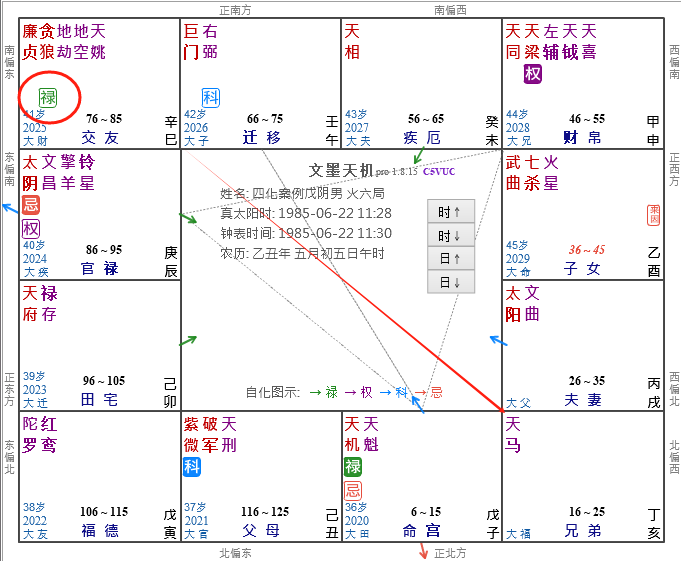 正南方 南偏西
廉贪地地天
贞狼劫空姚
禄
41岁
2025
大财
76～85
交友
辛巳
巨右
门弼
科
42岁
2026
大子
66～75
迁移
壬午
天
相
43岁
2027
大夫
56～65
疾厄
癸未
天天左天天
同梁辅钺喜
权
44岁
2028
大兄
46～55
财帛
甲申
南偏东
西偏南
太文擎铃
阴昌羊星
忌
权
40岁
2024
大疾
86～95
官禄
庚辰
东偏南
文墨天机 pro 1.8.15 C5VUC
姓名: 四化案例戊阴男 火六局
真太阳时: 1985-06-22 11:28
钟表时间: 1985-06-22 11:30
农历: 乙丑年 五月初五日午时
时↑
时↓
日↑
日↓
武七火
曲杀星
来因
45岁
2029
大命
36～45
子女
乙酉
正西方
天禄
府存
39岁
2023
大迁
96～105
田宅
己卯
正东方
太文
阳曲
大父
26～35
夫妻
丙戌
西偏北
自化图示: →禄 →权 →科 →忌
陀红
罗鸾
38岁
2022
大友
106～115
福德
戊寅
东偏北
紫破天
微军刑
科
37岁
2021
大官
116～125
父母
己丑
天天
机魁
禄
忌
36岁
2020
大田
6～15
命宫
戊子
天
马
大福
16～25
兄弟
丁亥
北偏西
北偏东 正北方